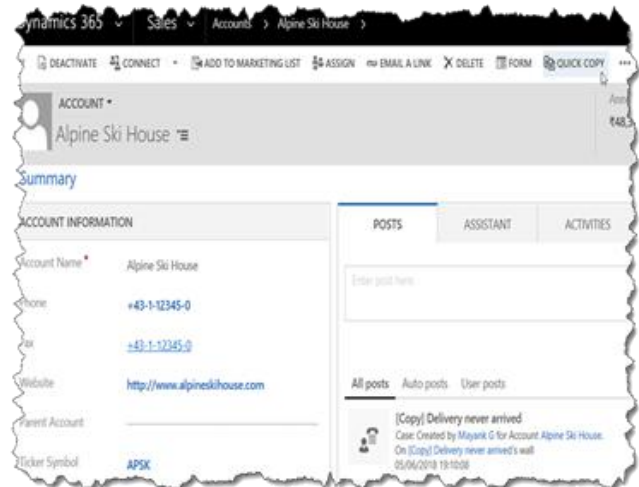 Dynamics 365 Sales Accounts > Alpine Ski House >
DEACTIVATE CONNECT ADD TO MARKETING LIST ASSIGN EMAIL A LINK DELETE FORM QUICK COPY ...
ACCOUNT
Alpine Ski House
Summary
ACCOUNT INFORMATION
POSTS ASSISTANT ACTIVITIES
Account Name * Alpine Ski House
Enter post here
Phone +43-1-12345-0
Fax +43-1-12345-0
Website http://www.alpineskihouse.com
All posts Auto posts User posts
Parent Account
[Copy] Delivery never arrived
Case: Created by Mayank G for Account Alpine Ski House.
On [Copy] Delivery never arrived's wall
Ticker Symbol APSK
05/06/2018 19:10:08